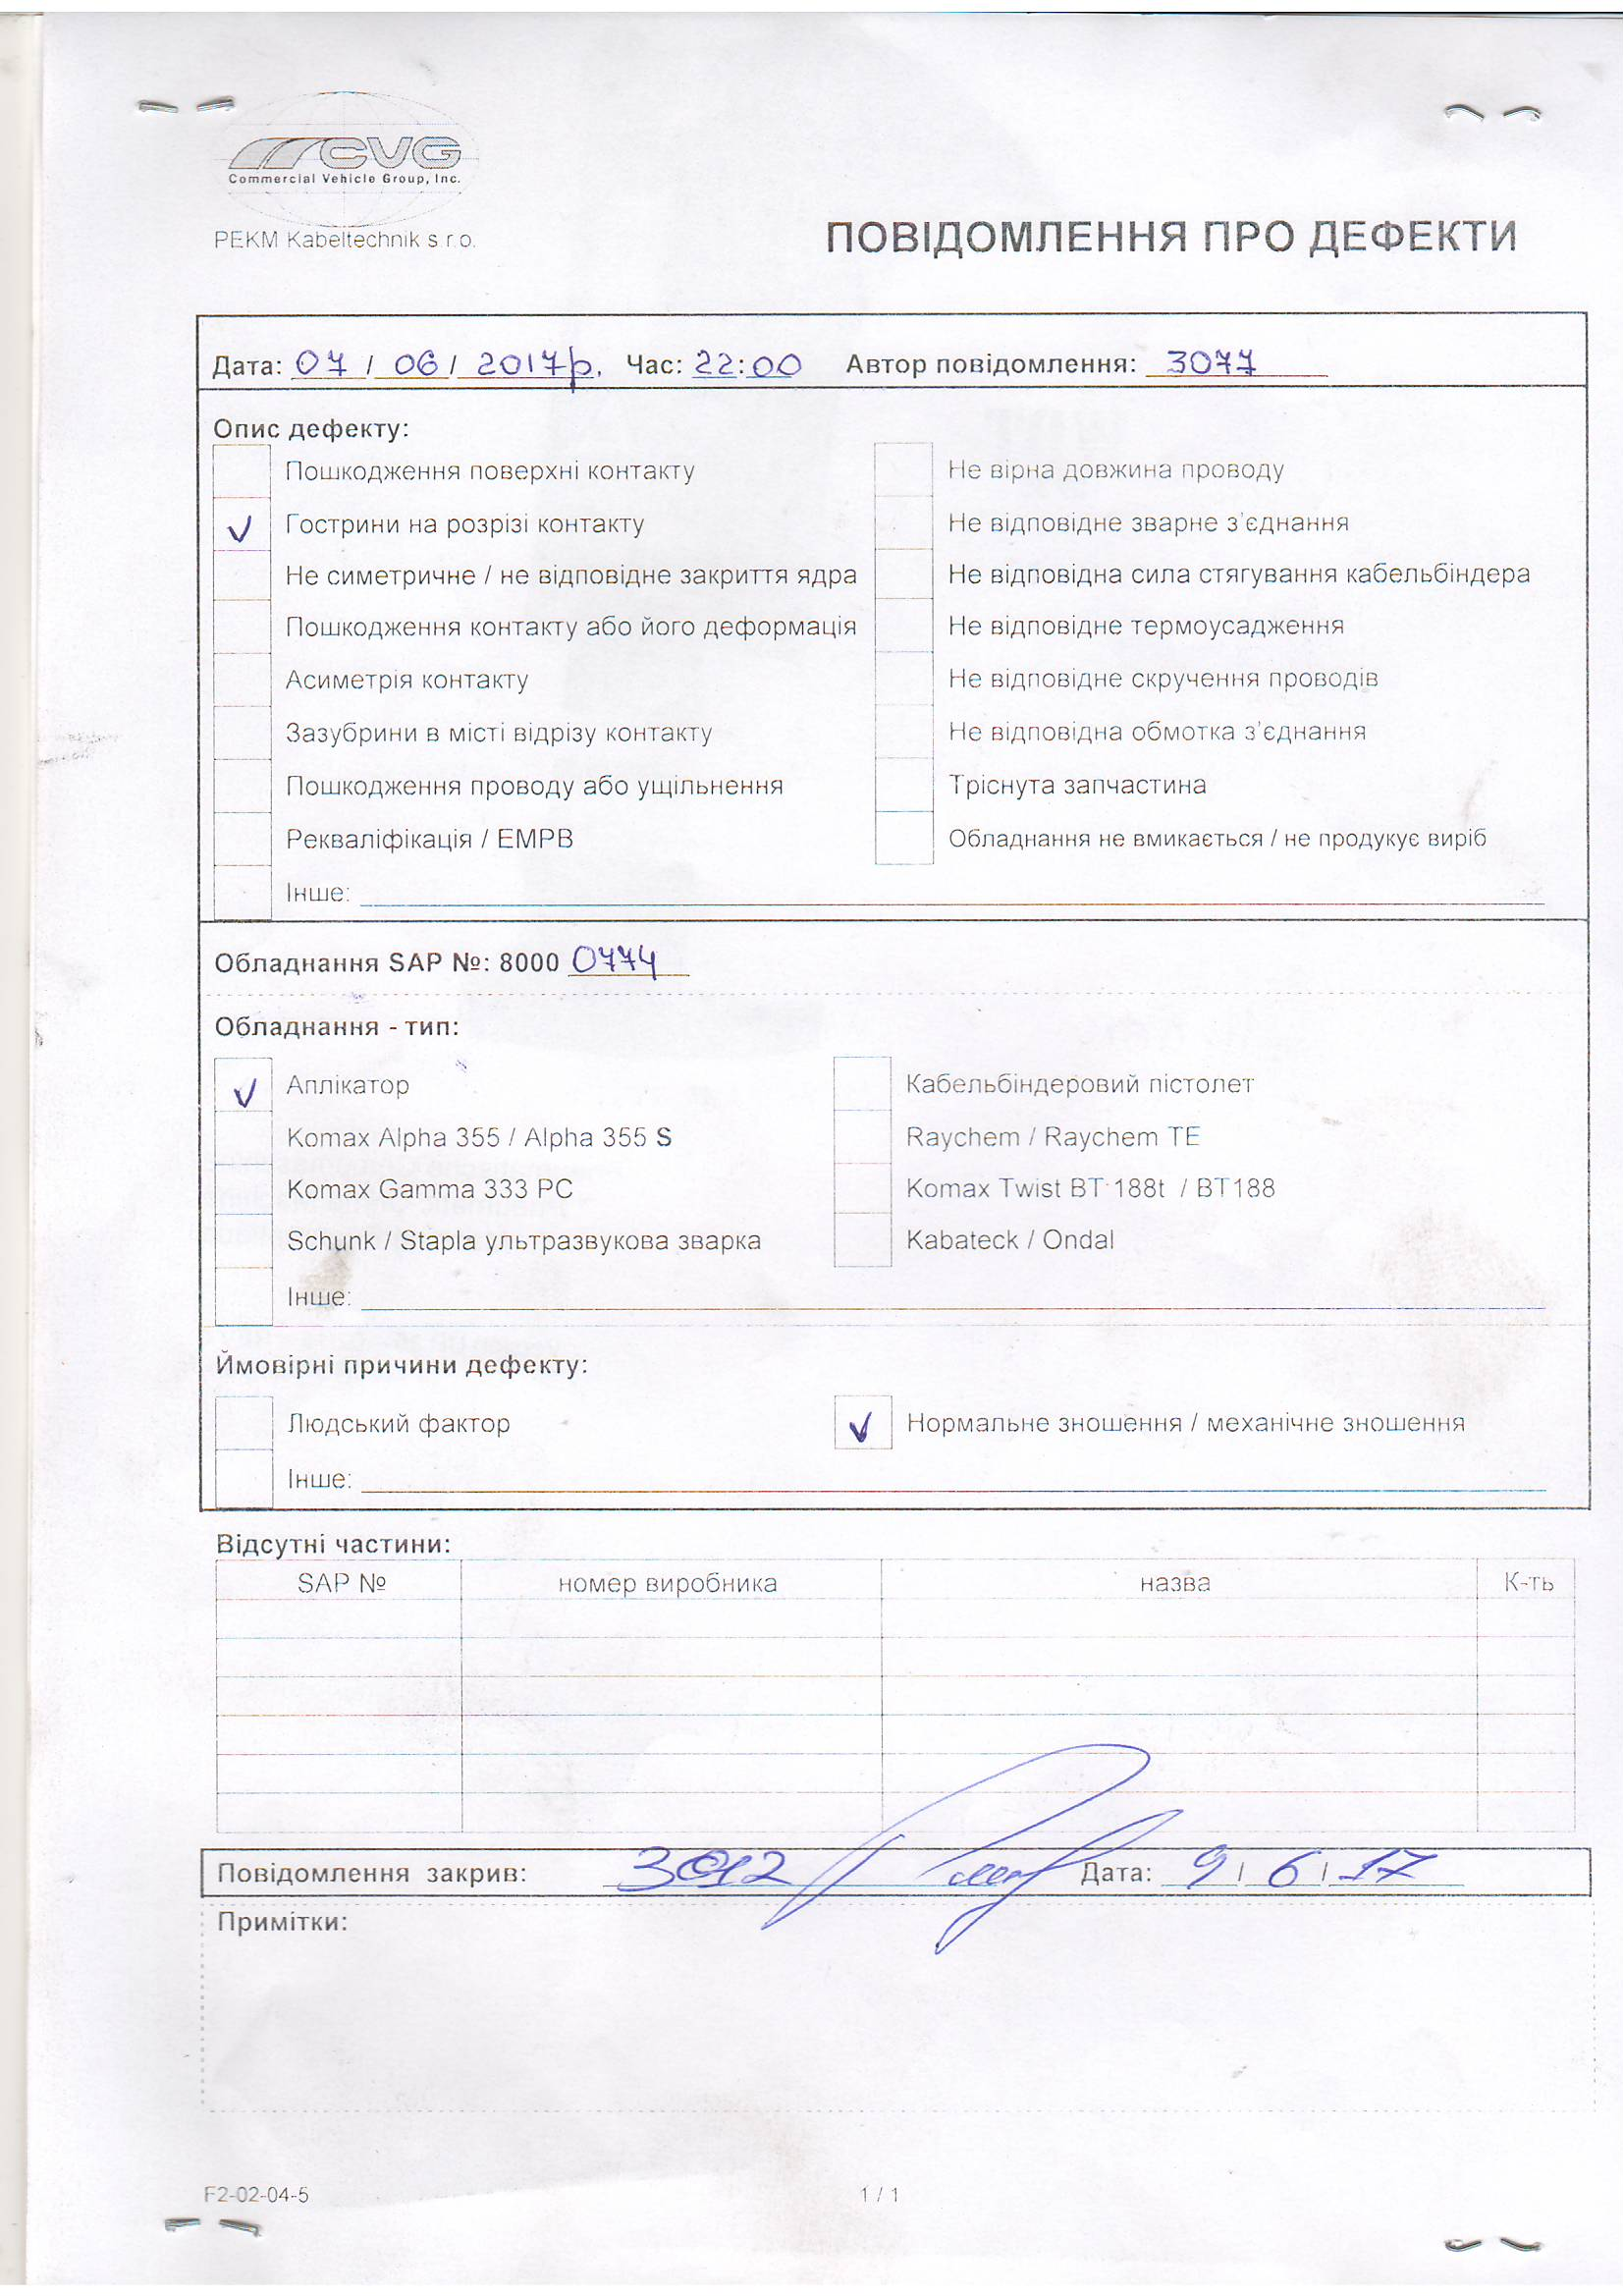 CVG
Commercial Vehicle Group, Inc.
PEKM Kabeltechnik s.r.o.
ПОВІДОМЛЕННЯ ПРО ДЕФЕКТИ
Дата: 07 / 06 / 2017р. Час: 22:00 Автор повідомлення: 3077
Опис дефекту:
Пошкодження поверхні контакту Не вірна довжина проводу
✓ Гострини на розрізі контакту Не відповідне зварне з'єднання
Не симетричне / не відповідне закриття ядра Не відповідна сила стягування кабельбіндера
Пошкодження контакту або його деформація Не відповідне термоусадження
Асиметрія контакту Не відповідне скручення проводів
Зазубрини в місті відрізу контакту Не відповідна обмотка з'єднання
Пошкодження проводу або ущільнення Тріснута запчастина
Рекваліфікація / EMPB Обладнання не вмикається / не продукує виріб
Інше:
Обладнання SAP №: 8000 0774
Обладнання - тип:
✓ Аплікатор Кабельбіндеровий пістолет
Komax Alpha 355 / Alpha 355 S Raychem / Raychem TE
Komax Gamma 333 PC Komax Twist BT 188t / BT188
Schunk / Stapla ультразвукова зварка Kabateck / Ondal
Інше:
Ймовірні причини дефекту:
Людський фактор ✓ Нормальне зношення / механічне зношення
Інше:
Відсутні частини:
SAP № номер виробника назва К-ть
Повідомлення закрив: 3012 Дата: 9 / 6 / 17
Примітки:
F2-02-04-5 1 / 1